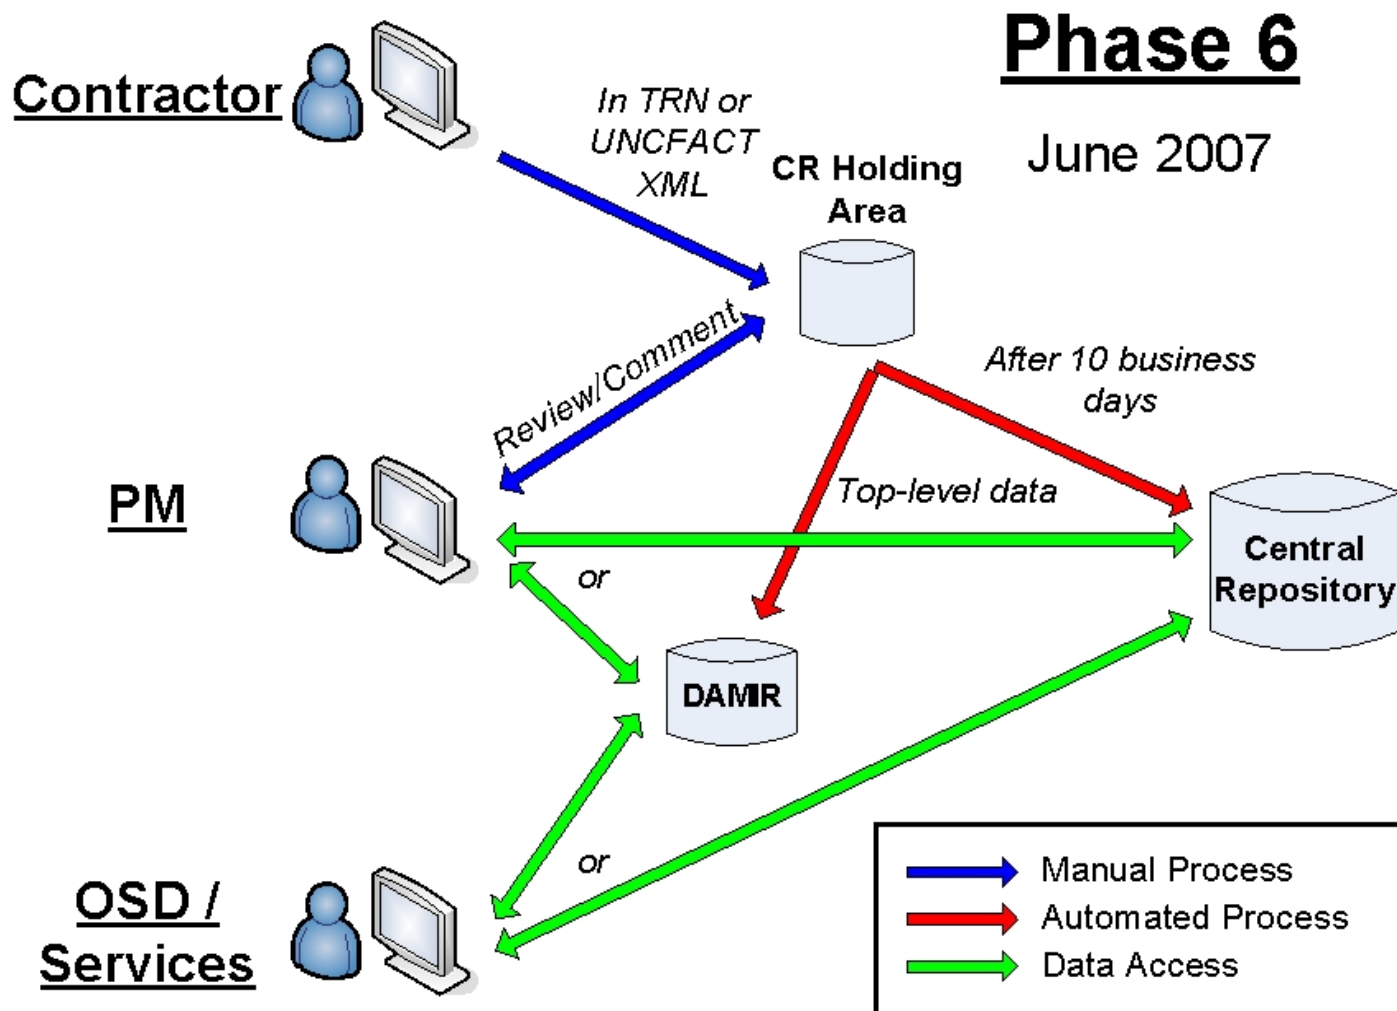 Phase 6
June 2007
Contractor
In TRN or
UNCFACT
XML
CR Holding
Area
Review/Comment
After 10 business
days
PM
Top-level data
Central
Repository
or
DAMIR
or
OSD /
Services
Manual Process
Automated Process
Data Access